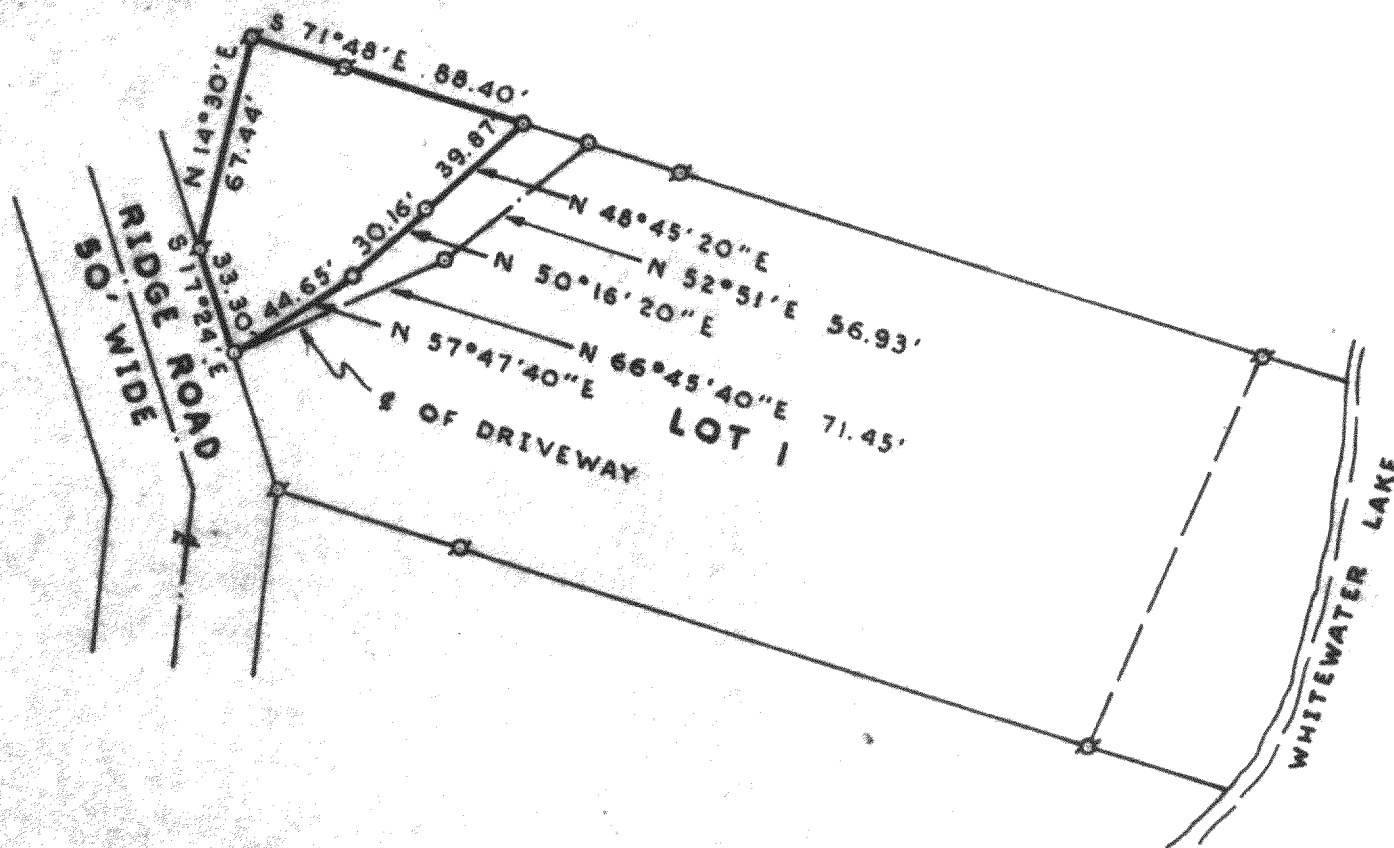 S 71°48'E 88.40'
N 14°30'E
67.44'
39.87'
30.16'
44.65'
33.30'
S 17°24'E
RIDGE ROAD
50' WIDE
N 48°45'20"E
N 52°51'E 56.93'
N 50°16'20"E
N 66°45'40"E 71.45'
N 57°47'40"E
LOT 1
℄ OF DRIVEWAY
℄
WHITEWATER LAKE